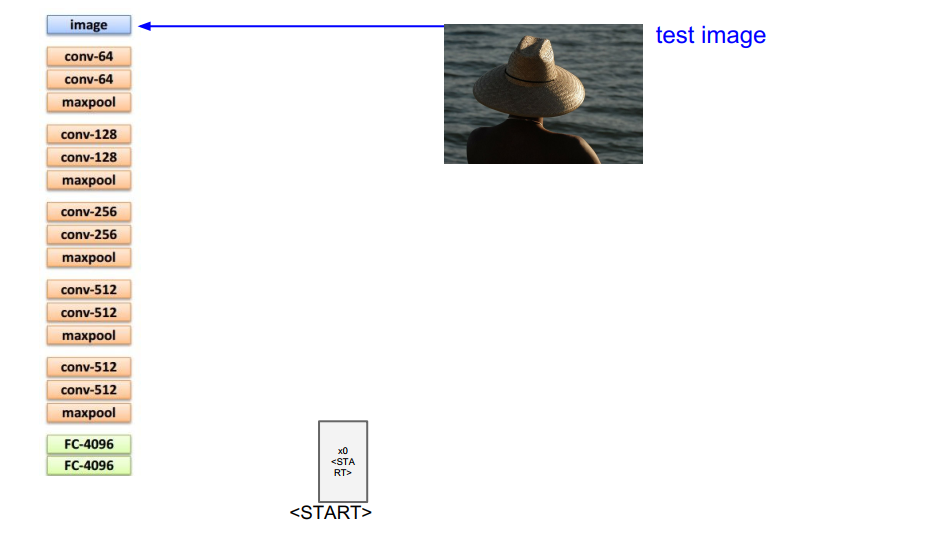 image
test image
conv-64
conv-64
maxpool
conv-128
conv-128
maxpool
conv-256
conv-256
maxpool
conv-512
conv-512
maxpool
conv-512
conv-512
maxpool
FC-4096
FC-4096
x0
<STA
RT>
<START>